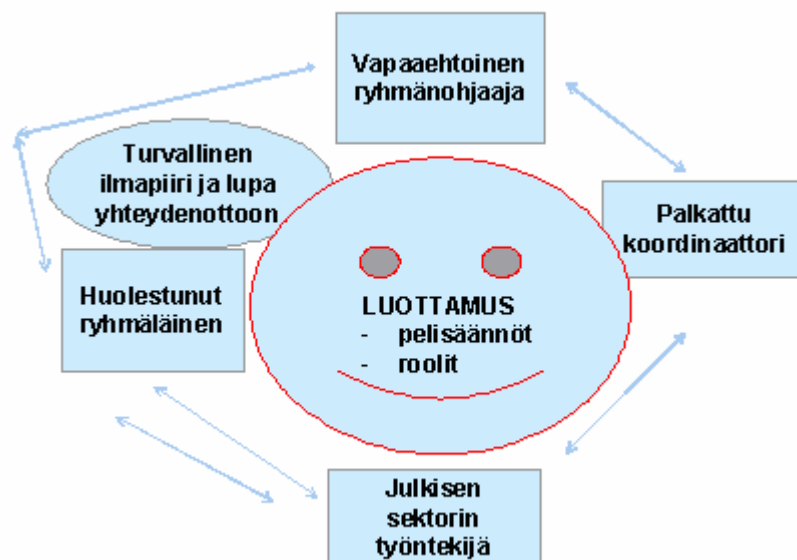 Vapaaehtoinen
ryhmänohjaaja
Turvallinen
ilmapiiri ja lupa
yhteydenottoon
Palkattu
koordinaattori
Huolestunut
ryhmäläinen
LUOTTAMUS
- pelisäännöt
- roolit
Julkisen
sektorin
työntekijä